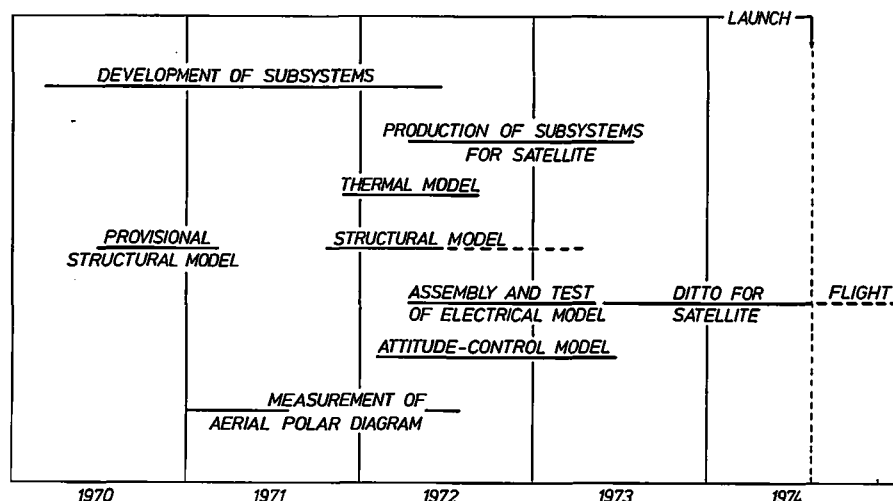 LAUNCH
DEVELOPMENT OF SUBSYSTEMS
PRODUCTION OF SUBSYSTEMS
FOR SATELLITE
THERMAL MODEL
PROVISIONAL
STRUCTURAL MODEL
STRUCTURAL MODEL
ASSEMBLY AND TEST
OF ELECTRICAL MODEL
DITTO FOR
SATELLITE
FLIGHT
ATTITUDE-CONTROL MODEL
MEASUREMENT OF
AERIAL POLAR DIAGRAM
1970 1971 1972 1973 1974